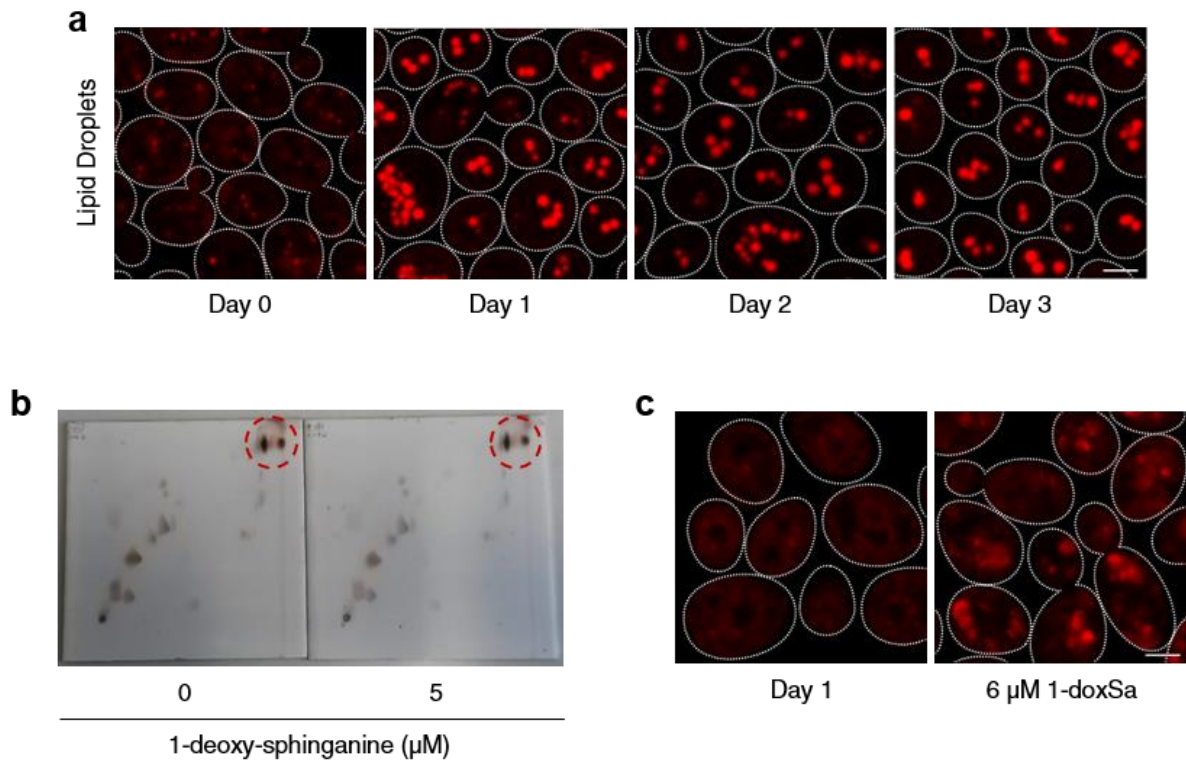 a
Lipid Droplets
Day 0
Day 1
Day 2
Day 3
b
0
5
1-deoxy-sphinganine (µM)
c
Day 1
6 µM 1-doxSa